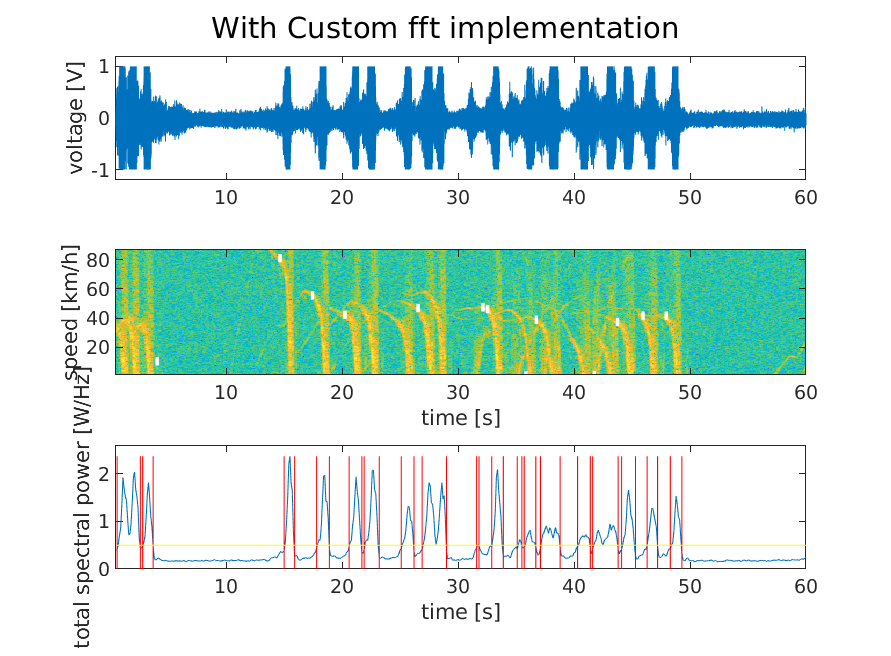 With Custom fft implementation
voltage [V]
1
0
-1
10 20 30 40 50 60
speed [km/h]
80
60
40
20
10 20 30 40 50 60
time [s]
total spectral power [W/Hz]
2
1
0
10 20 30 40 50 60
time [s]